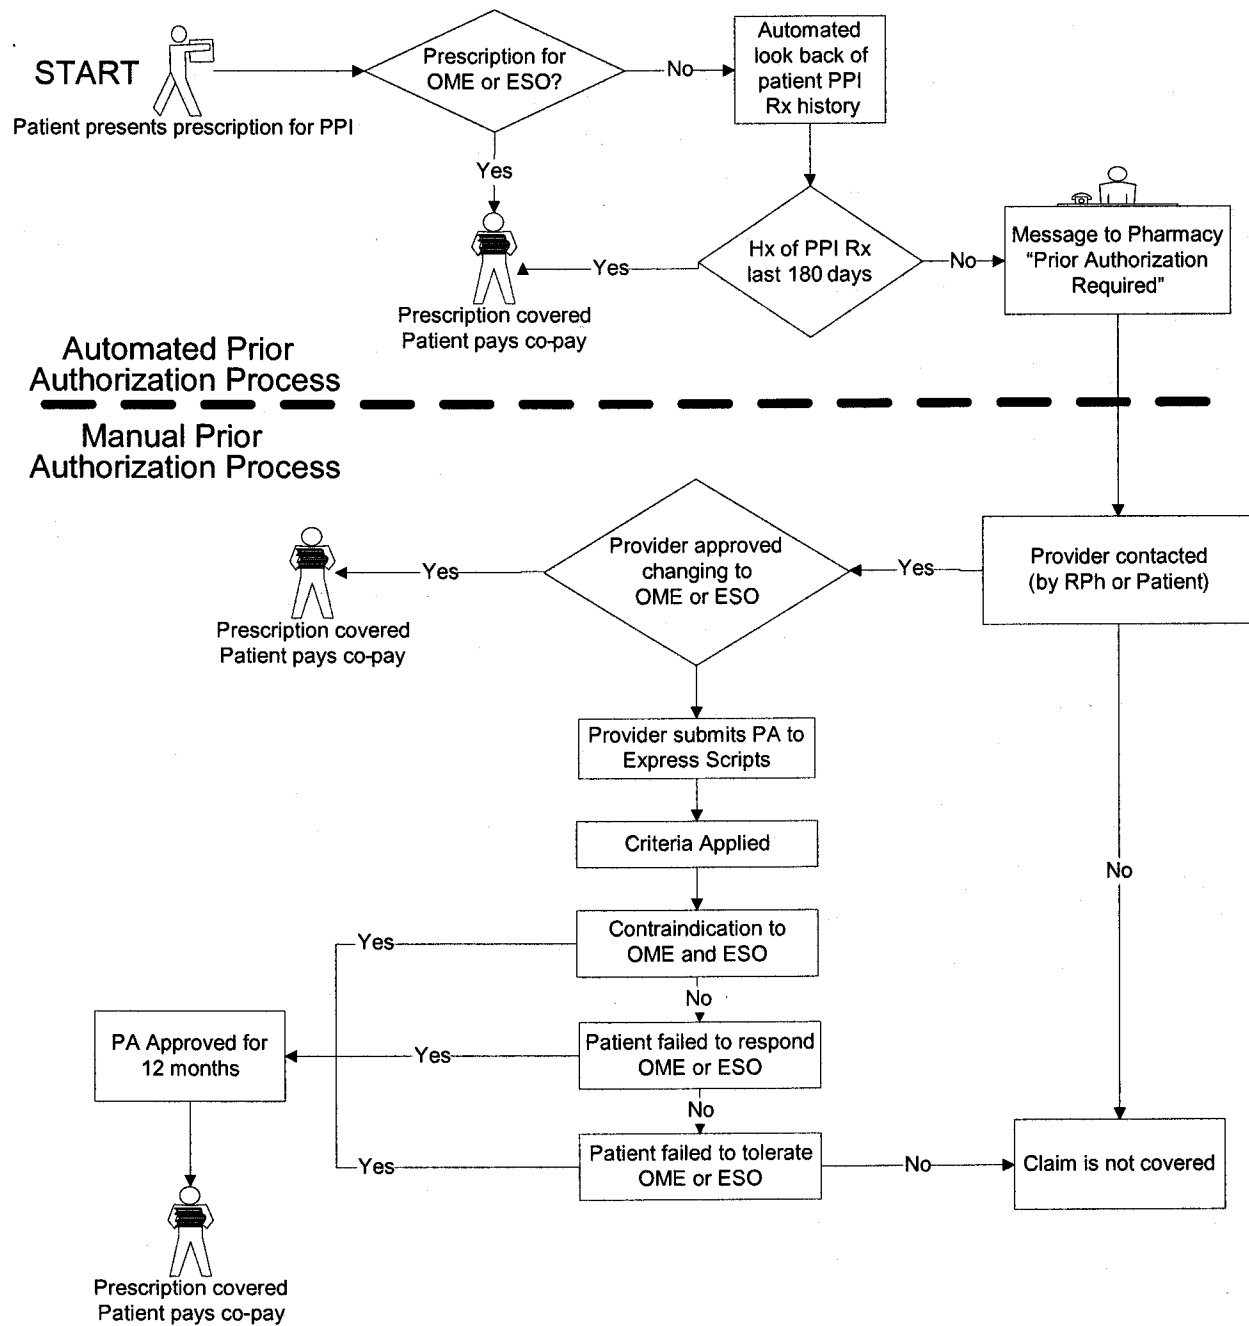 START
Patient presents prescription for PPI
Prescription for
OME or ESO?
No
Automated
look back of
patient PPI
Rx history
Yes
Hx of PPI Rx
last 180 days
Yes
No
Message to Pharmacy
“Prior Authorization
Required”
Prescription covered
Patient pays co-pay
Automated Prior
Authorization Process
Manual Prior
Authorization Process
Provider contacted
(by RPh or Patient)
Yes
Provider approved
changing to
OME or ESO
Yes
Prescription covered
Patient pays co-pay
Provider submits PA to
Express Scripts
Criteria Applied
No
Contraindication to
OME and ESO
Yes
No
Patient failed to respond
OME or ESO
Yes
PA Approved for
12 months
No
Patient failed to tolerate
OME or ESO
Yes
No
Claim is not covered
Prescription covered
Patient pays co-pay